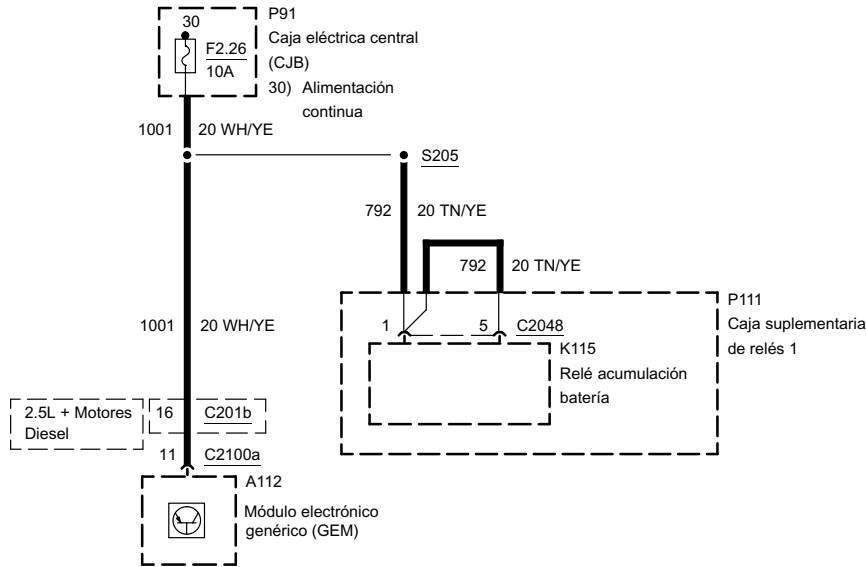 30
F2.26
10A
P91
Caja eléctrica central
(CJB)
30) Alimentación
continua
1001 20 WH/YE
S205
792 20 TN/YE
792 20 TN/YE
1001 20 WH/YE
1 5 C2048
P111
Caja suplementaria
de relés 1
K115
Relé acumulación
batería
2.5L + Motores
Diesel
16 C201b
11 C2100a
A112
Módulo electrónico
genérico (GEM)